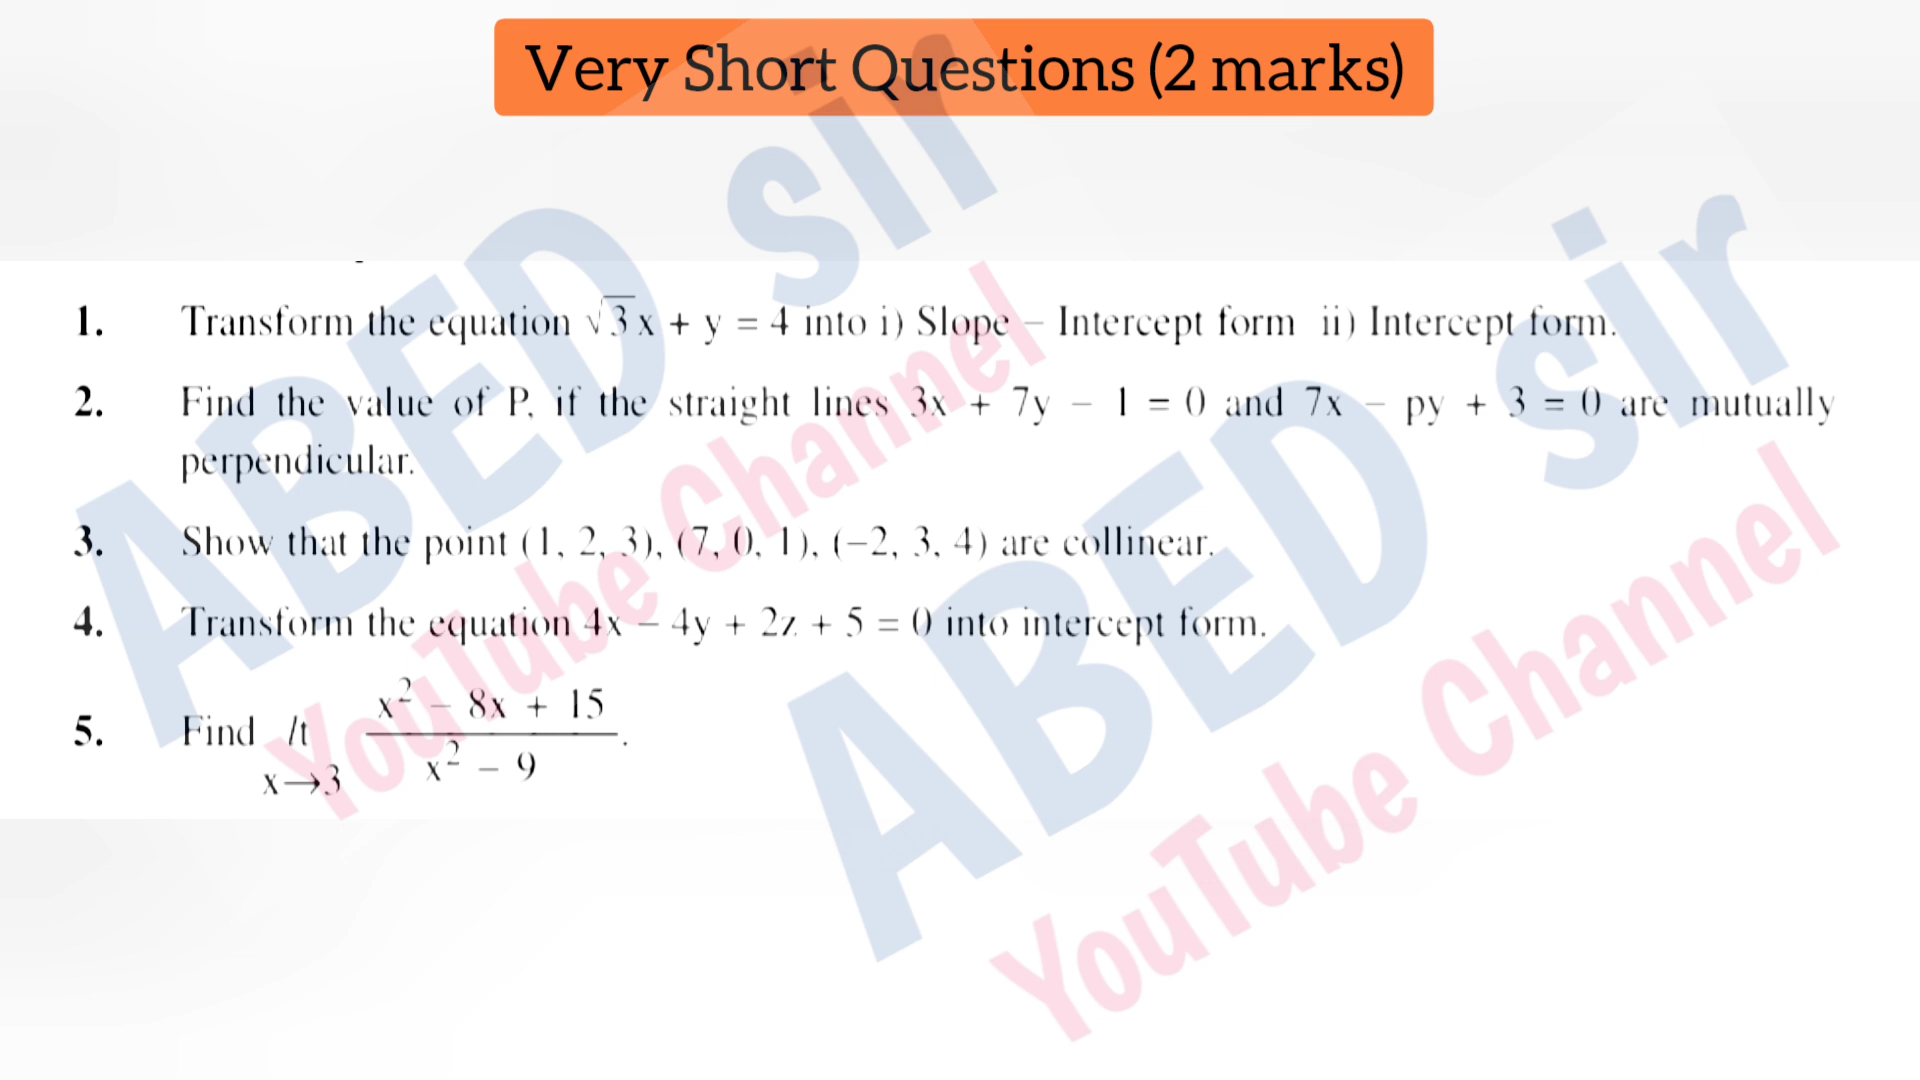 Very Short Questions (2 marks)
1. Transform the equation √3x + y = 4 into i) Slope – Intercept form ii) Intercept form.
2. Find the value of P, if the straight lines 3x + 7y – 1 = 0 and 7x – py + 3 = 0 are mutually
perpendicular.
3. Show that the point (1, 2, 3), (7, 0, 1), (–2, 3, 4) are collinear.
4. Transform the equation 4x – 4y + 2z + 5 = 0 into intercept form.
5. Find lt x→3 (x² – 8x + 15)/(x² – 9).
ABED sir
YouTube Channel
ABED sir
YouTube Channel